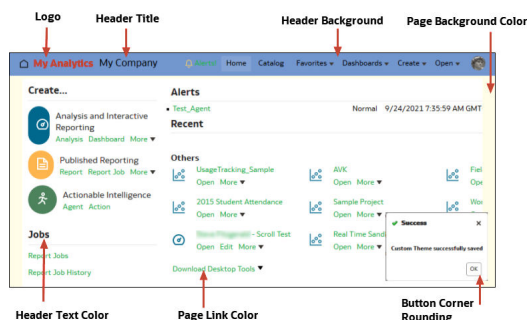 Logo Header Title Header Background Page Background Color
My Analytics My Company Alerts Home Catalog Favorites Dashboards Create Open
Create...
Analysis and Interactive
Reporting
Analysis Dashboard More
Published Reporting
Report Report Job More
Actionable Intelligence
Agent Action
Jobs
Report Jobs
Report Job History
Alerts
Test_Agent Normal 9/24/2021 7:35:59 AM GMT
Recent
Others
UsageTracking_Sample AVK Fiel
Open More Open More Ope
2015 Student Attendance Sample Project Woo
Open More Open More
- Scroll Test Real Time Sandi
Open Edit More Open More
Download Desktop Tools
Success X
Custom Theme successfully saved
OK
Header Text Color Page Link Color Button Corner
Rounding